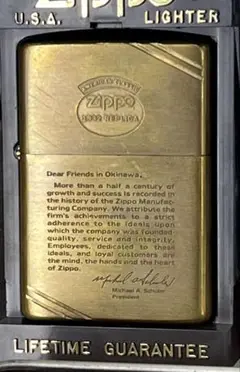 Zippo
U.S.A. LIGHTER
Zippo
1932 REPLICA
Dear Friends in Okinawa,
More than a half a century of
growth and success is recorded in
the history of the Zippo Manufac-
turing Company. We attribute the
firm's achievements to a strict
adherence to the ideals upon
which the company was founded-
quality, service and integrity.
Employees, dedicated to these
ideals, and loyal customers are
the mind, the hands and the heart
of Zippo.
Michael A. Schuler
President
LIFETIME GUARANTEE